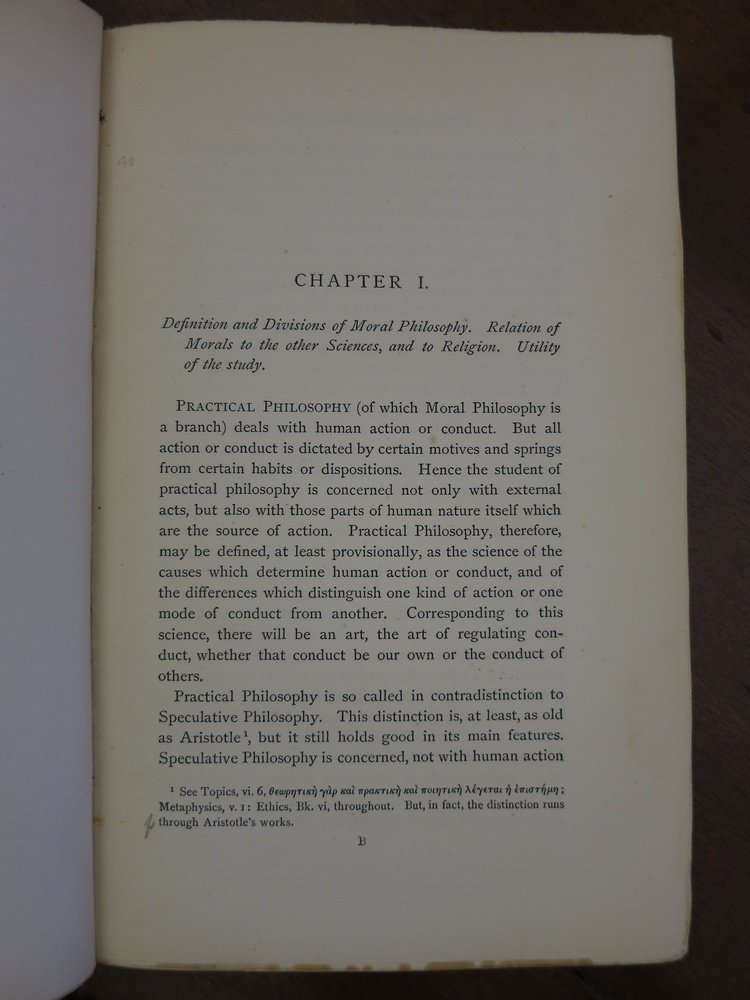 CHAPTER I.
Definition and Divisions of Moral Philosophy. Relation of
Morals to the other Sciences, and to Religion. Utility
of the study.
PRACTICAL PHILOSOPHY (of which Moral Philosophy is
a branch) deals with human action or conduct. But all
action or conduct is dictated by certain motives and springs
from certain habits or dispositions. Hence the student of
practical philosophy is concerned not only with external
acts, but also with those parts of human nature itself which
are the source of action. Practical Philosophy, therefore,
may be defined, at least provisionally, as the science of the
causes which determine human action or conduct, and of
the differences which distinguish one kind of action or one
mode of conduct from another. Corresponding to this
science, there will be an art, the art of regulating con-
duct, whether that conduct be our own or the conduct of
others.
Practical Philosophy is so called in contradistinction to
Speculative Philosophy. This distinction is, at least, as old
as Aristotle¹, but it still holds good in its main features.
Speculative Philosophy is concerned, not with human action
¹ See Topics, vi. 6, θεωρητικὴ γὰρ καὶ πρακτικὴ καὶ ποιητικὴ λέγεται ἡ ἐπιστήμη;
Metaphysics, v. 1: Ethics, Bk. vi, throughout. But, in fact, the distinction runs
through Aristotle's works.
B